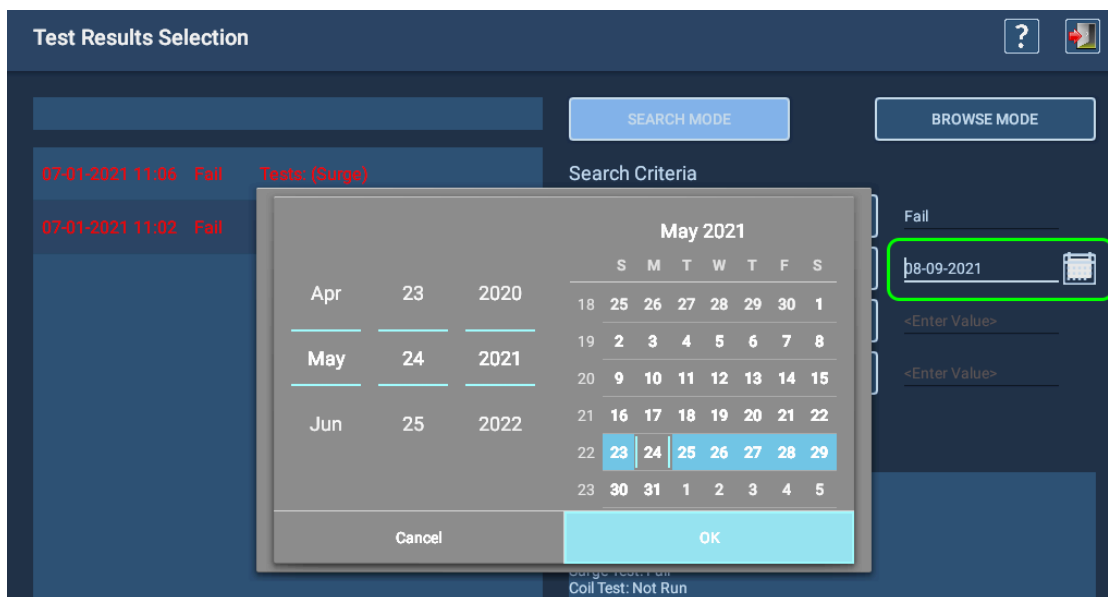 Test Results Selection
?
SEARCH MODE
BROWSE MODE
07-01-2021 11:06 Fail Tests: (Surge)
07-01-2021 11:02 Fail
Search Criteria
Fail
08-09-2021
<Enter Value>
<Enter Value>
Apr 23 2020
May 24 2021
Jun 25 2022
May 2021
S M T W T F S
18 25 26 27 28 29 30 1
19 2 3 4 5 6 7 8
20 9 10 11 12 13 14 15
21 16 17 18 19 20 21 22
22 23 24 25 26 27 28 29
23 30 31 1 2 3 4 5
Cancel
OK
Surge Test: Fail
Coil Test: Not Run